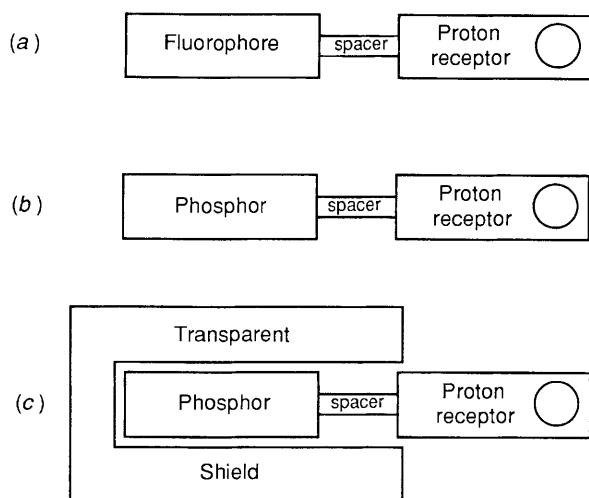 (a)
Fluorophore
spacer
Proton
receptor
(b)
Phosphor
spacer
Proton
receptor
(c)
Transparent
Phosphor
spacer
Proton
receptor
Shield